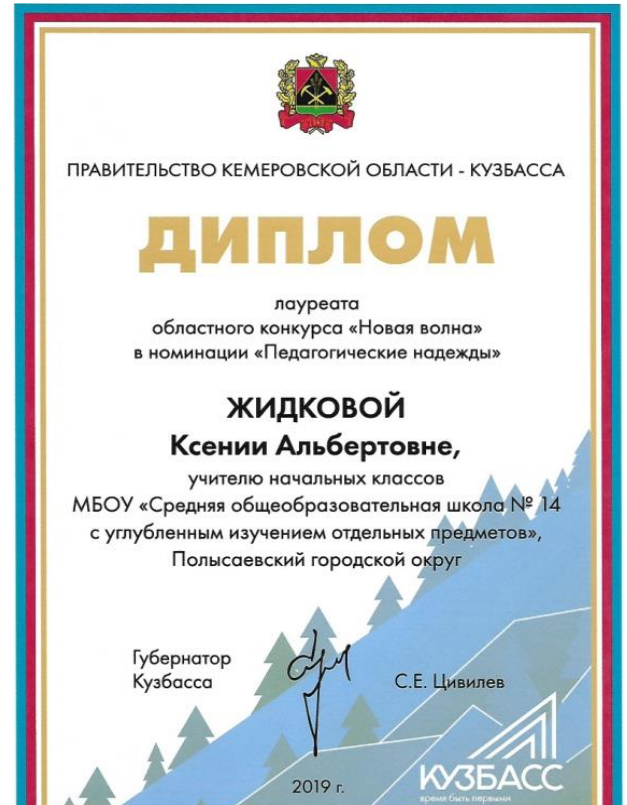 ПРАВИТЕЛЬСТВО КЕМЕРОВСКОЙ ОБЛАСТИ - КУЗБАССА
ДИПЛОМ
лауреата
областного конкурса «Новая волна»
в номинации «Педагогические надежды»
ЖИДКОВОЙ
Ксении Альбертовне,
учителю начальных классов
МБОУ «Средняя общеобразовательная школа № 14
с углубленным изучением отдельных предметов»,
Полысаевский городской округ
Губернатор
Кузбасса
С.Е. Цивилев
2019 г.
КУЗБАСС
время быть первыми